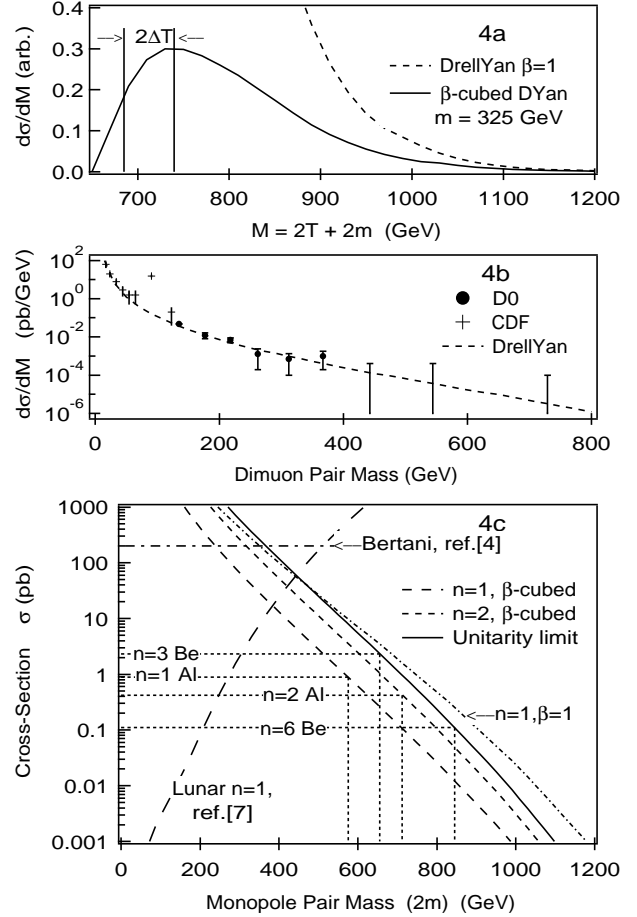 0.4
0.3
0.2
0.1
0.0
dσ/dM (arb.)
2ΔT
4a
DrellYan β=1
β-cubed DYan
m = 325 GeV
700 800 900 1000 1100 1200
M = 2T + 2m (GeV)
10^2
10^0
10^-2
10^-4
10^-6
dσ/dM (pb/GeV)
4b
D0
CDF
DrellYan
0 200 400 600 800
Dimuon Pair Mass (GeV)
1000
100
10
1
0.1
0.01
0.001
Cross-Section σ (pb)
4c
Bertani, ref.[4]
n=1, β-cubed
n=2, β-cubed
Unitarity limit
n=3 Be
n=1 Al
n=2 Al
n=6 Be
n=1,β=1
Lunar n=1,
ref.[7]
0 200 400 600 800 1000 1200
Monopole Pair Mass (2m) (GeV)